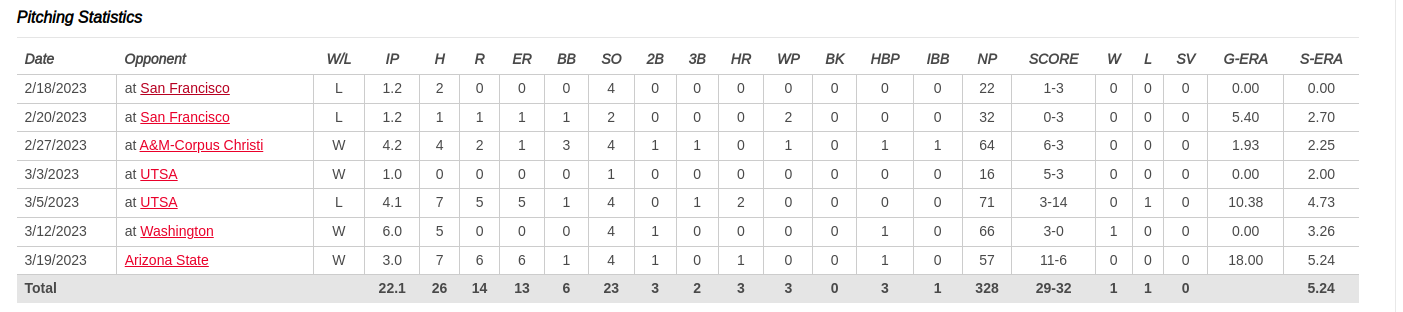 Pitching Statistics
Date Opponent W/L IP H R ER BB SO 2B 3B HR WP BK HBP IBB NP SCORE W L SV G-ERA S-ERA
2/18/2023 at San Francisco L 1.2 2 0 0 0 4 0 0 0 0 0 0 0 22 1-3 0 0 0 0.00 0.00
2/20/2023 at San Francisco L 1.2 1 1 1 1 2 0 0 0 2 0 0 0 32 0-3 0 0 0 5.40 2.70
2/27/2023 at A&M-Corpus Christi W 4.2 4 2 1 3 4 1 1 0 1 0 1 1 64 6-3 0 0 0 1.93 2.25
3/3/2023 at UTSA W 1.0 0 0 0 0 1 0 0 0 0 0 0 0 16 5-3 0 0 0 0.00 2.00
3/5/2023 at UTSA L 4.1 7 5 5 1 4 0 1 2 0 0 0 0 71 3-14 0 1 0 10.38 4.73
3/12/2023 at Washington W 6.0 5 0 0 0 4 1 0 0 0 0 1 0 66 3-0 1 0 0 0.00 3.26
3/19/2023 Arizona State W 3.0 7 6 6 1 4 1 0 1 0 0 1 0 57 11-6 0 0 0 18.00 5.24
Total 22.1 26 14 13 6 23 3 2 3 3 0 3 1 328 29-32 1 1 0 5.24